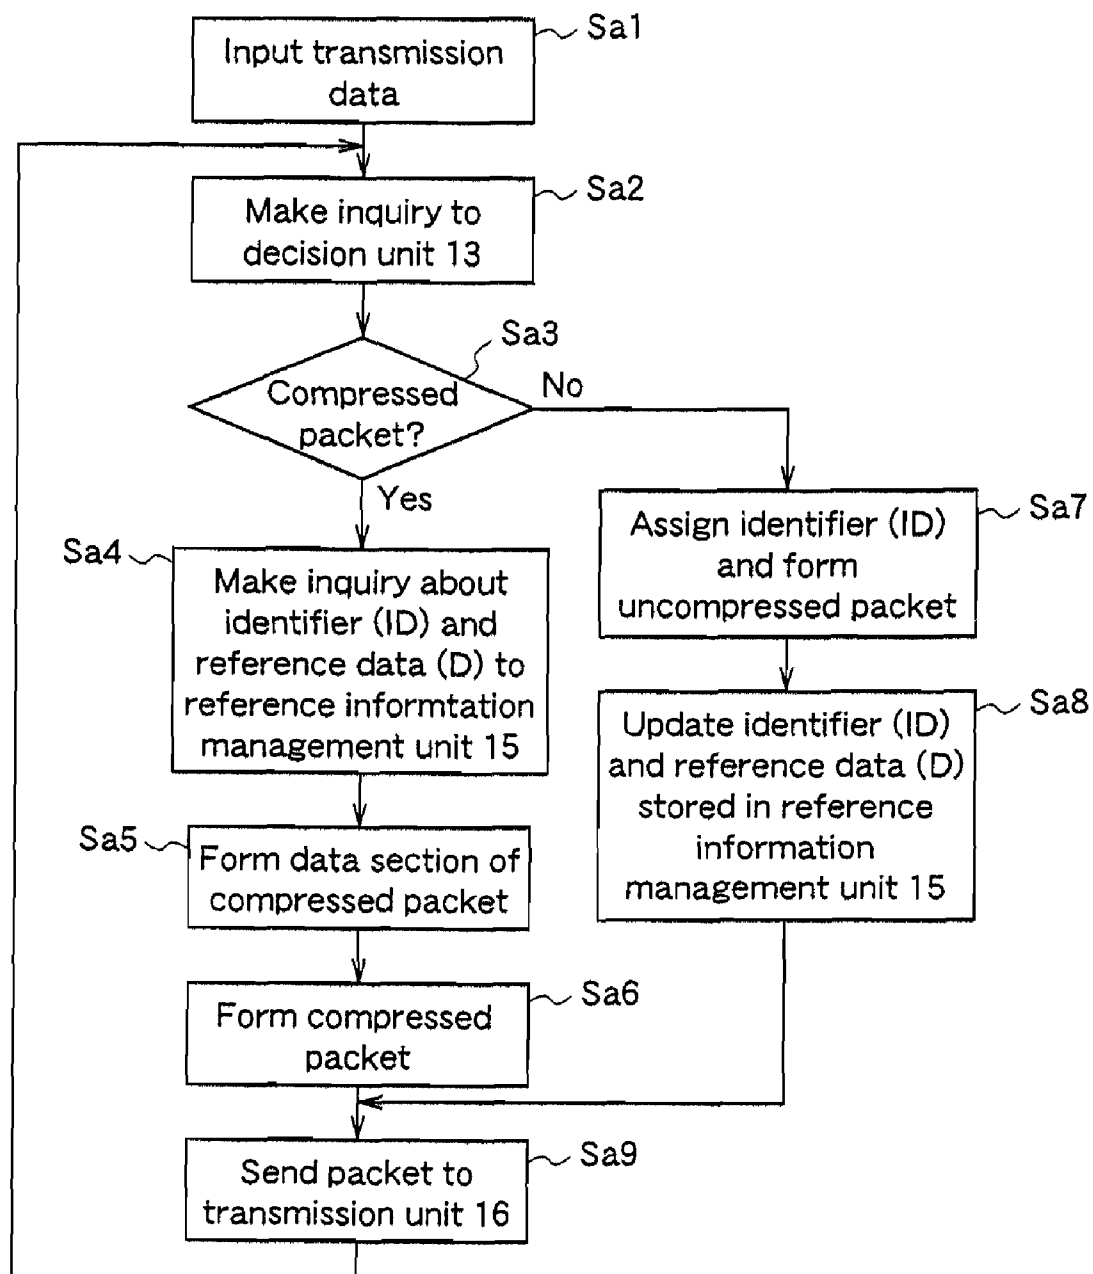 Sa1
Input transmission
data
Sa2
Make inquiry to
decision unit 13
Sa3
Compressed
packet?
No
Yes
Sa4
Make inquiry about
identifier (ID) and
reference data (D) to
reference informtation
management unit 15
Sa7
Assign identifier (ID)
and form
uncompressed packet
Sa8
Update identifier (ID)
and reference data (D)
stored in reference
information
management unit 15
Sa5
Form data section of
compressed packet
Sa6
Form compressed
packet
Sa9
Send packet to
transmission unit 16